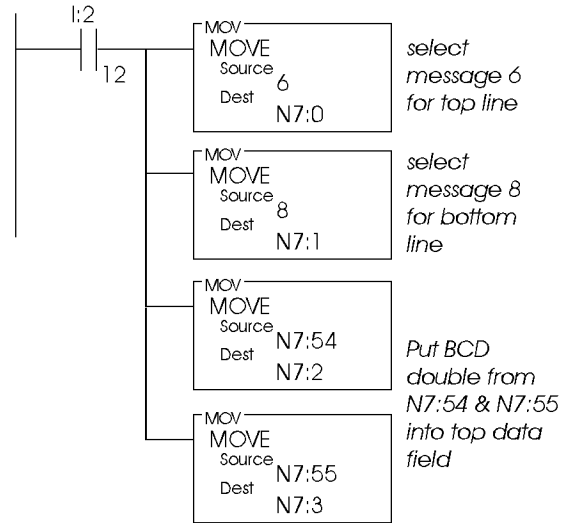 I:2
12
MOV
MOVE
Source
6
Dest
N7:0
select
message 6
for top line
MOV
MOVE
Source
8
Dest
N7:1
select
message 8
for bottom
line
MOV
MOVE
Source
N7:54
Dest
N7:2
MOV
MOVE
Source
N7:55
Dest
N7:3
Put BCD
double from
N7:54 & N7:55
into top data
field